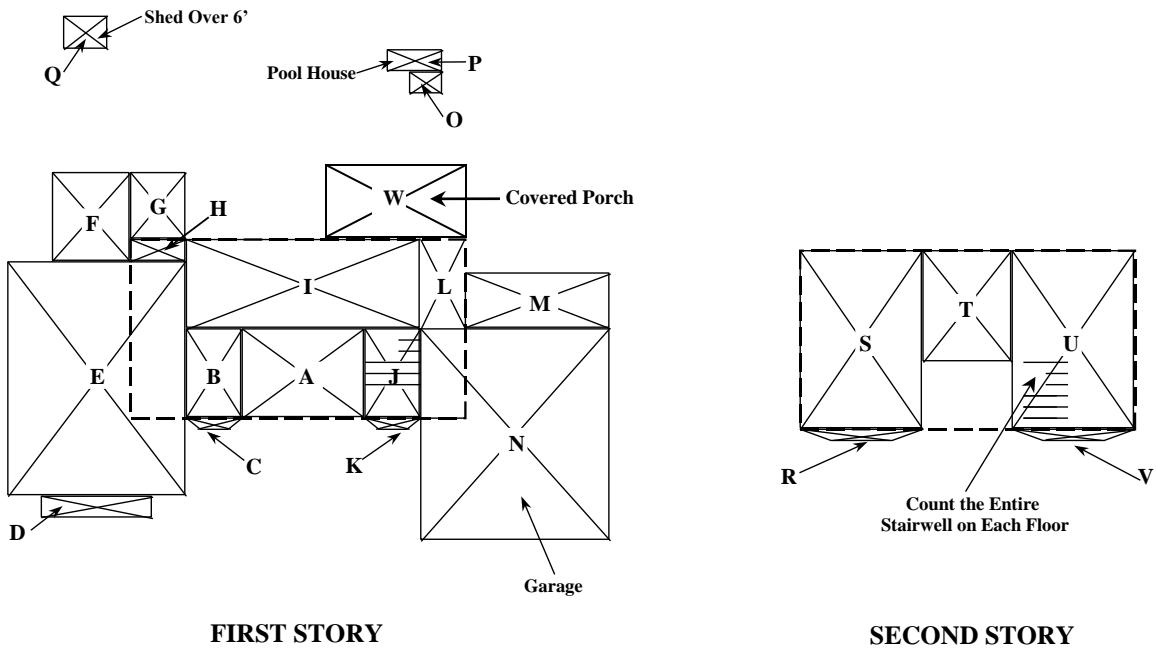 Shed Over 6’
Q
Pool House
P
O
F
G
H
W
Covered Porch
I
L
M
E
B
A
J
N
C
K
D
Garage
FIRST STORY
S
T
U
R
V
Count the Entire
Stairwell on Each Floor
SECOND STORY